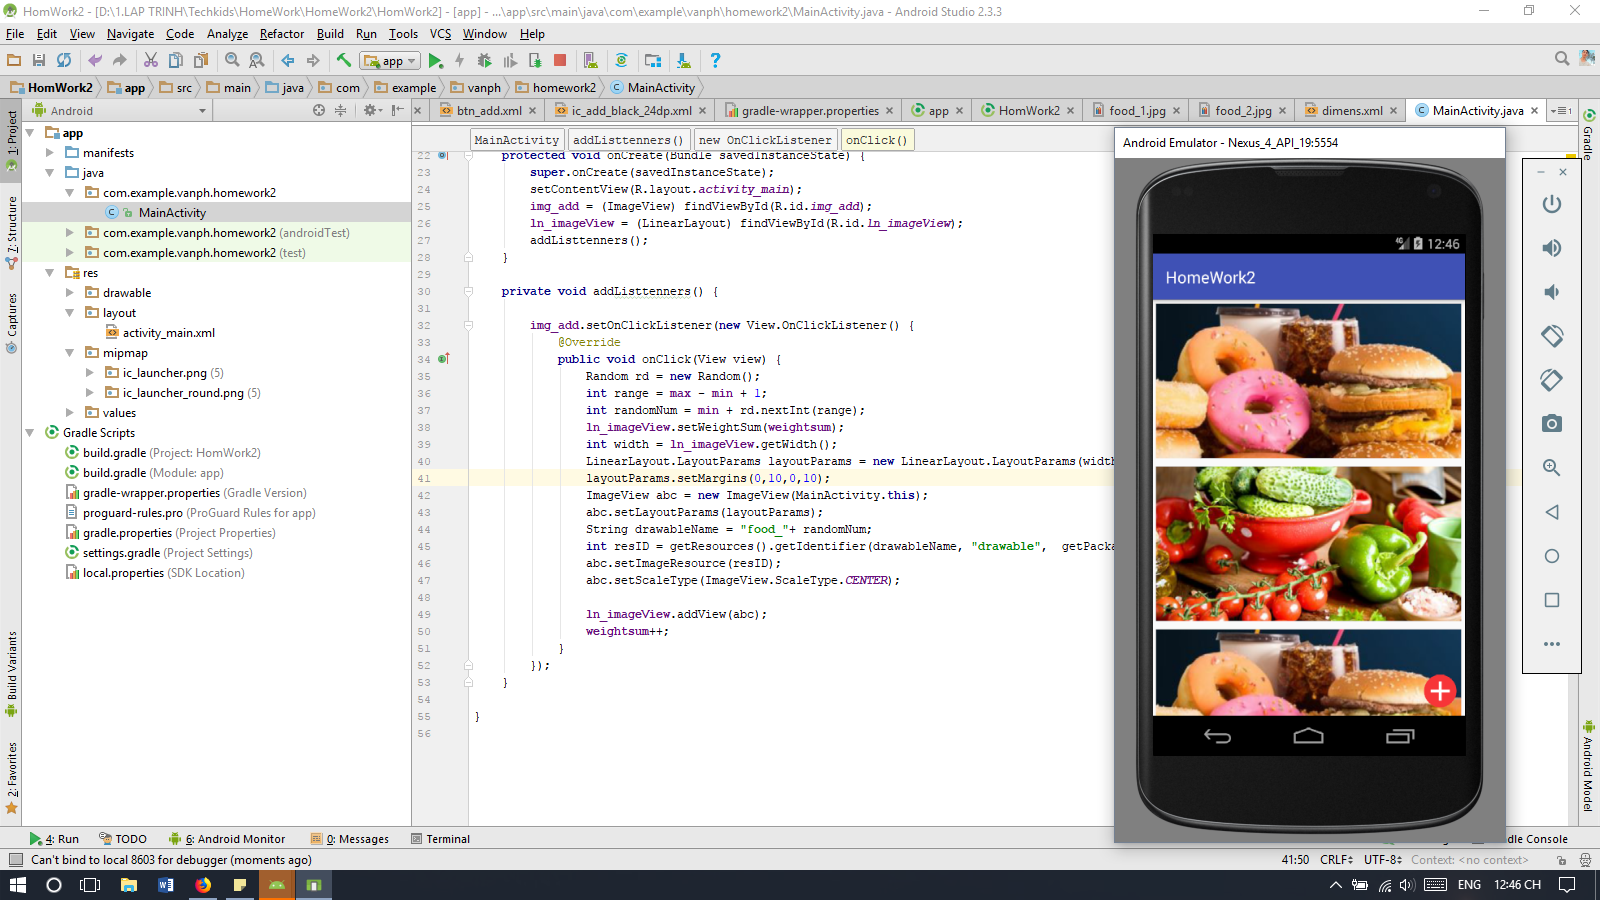 HomWork2 - [D:\1.LAP TRINH\Techkids\HomeWork\HomeWork2\HomWork2] - [app] - ...\app\src\main\java\com\example\vanph\homework2\MainActivity.java - Android Studio 2.3.3
File Edit View Navigate Code Analyze Refactor Build Run Tools VCS Window Help
app
HomWork2 app src main java com example vanph homework2 MainActivity
Android
btn_add.xml ic_add_black_24dp.xml gradle-wrapper.properties app HomWork2 food_1.jpg food_2.jpg dimens.xml MainActivity.java
1: Project
7: Structure
Captures
Build Variants
2: Favorites
app
manifests
java
com.example.vanph.homework2
MainActivity
com.example.vanph.homework2 (androidTest)
com.example.vanph.homework2 (test)
res
drawable
layout
activity_main.xml
mipmap
ic_launcher.png (5)
ic_launcher_round.png (5)
values
Gradle Scripts
build.gradle (Project: HomWork2)
build.gradle (Module: app)
gradle-wrapper.properties (Gradle Version)
proguard-rules.pro (ProGuard Rules for app)
gradle.properties (Project Properties)
settings.gradle (Project Settings)
local.properties (SDK Location)
MainActivity addListtenners() new OnClickListener onClick()
22 protected void onCreate(Bundle savedInstanceState) {
23 super.onCreate(savedInstanceState);
24 setContentView(R.layout.activity_main);
25 img_add = (ImageView) findViewById(R.id.img_add);
26 ln_imageView = (LinearLayout) findViewById(R.id.ln_imageView);
27 addListtenners();
28 }
29
30 private void addListtenners() {
31
32 img_add.setOnClickListener(new View.OnClickListener() {
33 @Override
34 public void onClick(View view) {
35 Random rd = new Random();
36 int range = max - min + 1;
37 int randomNum = min + rd.nextInt(range);
38 ln_imageView.setWeightSum(weightsum);
39 int width = ln_imageView.getWidth();
40 LinearLayout.LayoutParams layoutParams = new LinearLayout.LayoutParams(width
41 layoutParams.setMargins(0,10,0,10);
42 ImageView abc = new ImageView(MainActivity.this);
43 abc.setLayoutParams(layoutParams);
44 String drawableName = "food_"+ randomNum;
45 int resID = getResources().getIdentifier(drawableName, "drawable", getPacka
46 abc.setImageResource(resID);
47 abc.setScaleType(ImageView.ScaleType.CENTER);
48
49 ln_imageView.addView(abc);
50 weightsum++;
51 }
52 });
53 }
54
55 }
56
Android Emulator - Nexus_4_API_19:5554
4G 12:46
HomeWork2
Gradle
Android Model
4: Run TODO 6: Android Monitor 0: Messages Terminal dle Console
Can't bind to local 8603 for debugger (moments ago) 41:50 CRLF UTF-8 Context: <no context>
ENG 12:46 CH